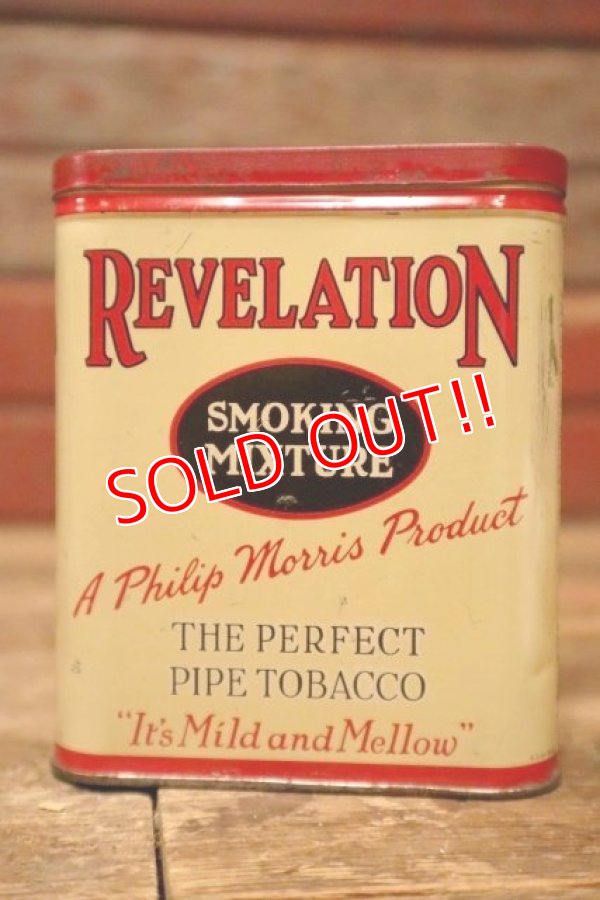 REVELATION
SMOKING
MIXTURE
SOLD OUT!!
A Philip Morris Product
THE PERFECT
PIPE TOBACCO
"It's Mild and Mellow"